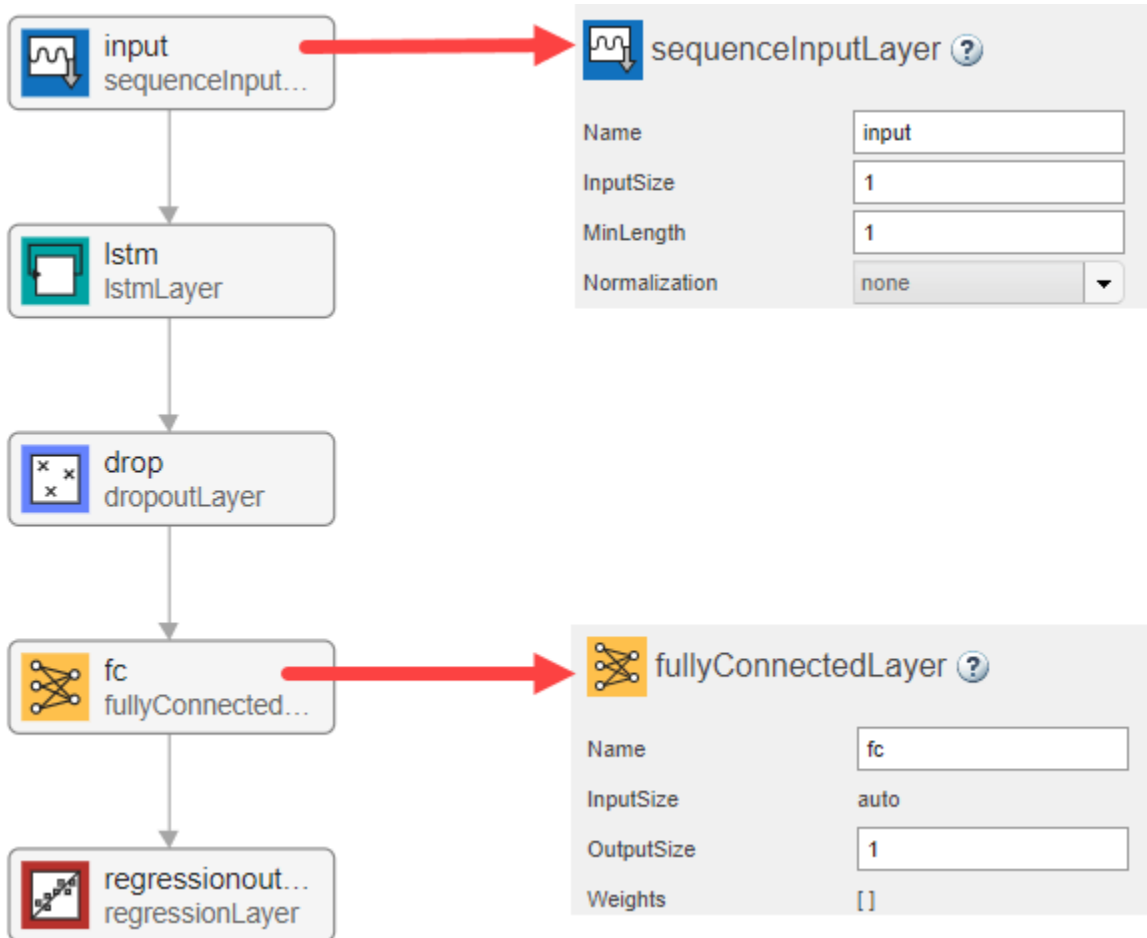 input
sequenceInput...
lstm
lstmLayer
drop
dropoutLayer
fc
fullyConnected...
regressionout...
regressionLayer
sequenceInputLayer ?
Name input
InputSize 1
MinLength 1
Normalization none
fullyConnectedLayer ?
Name fc
InputSize auto
OutputSize 1
Weights [ ]